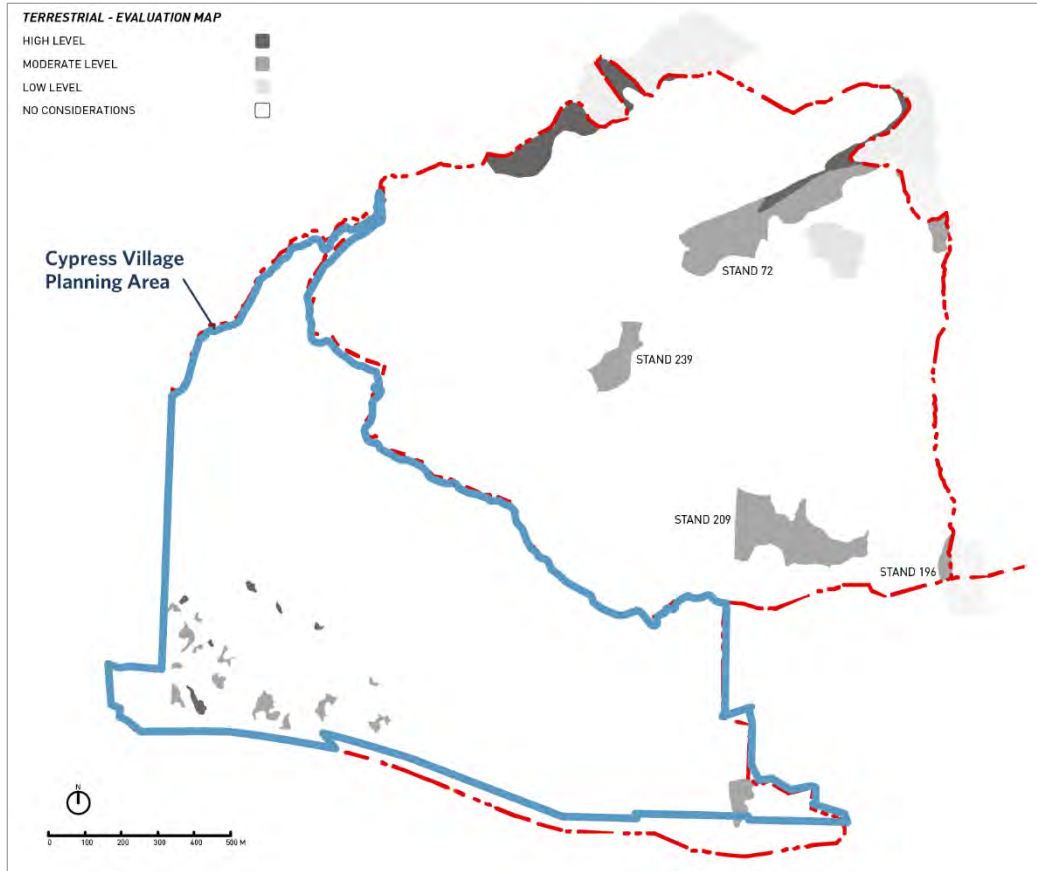 TERRESTRIAL - EVALUATION MAP
HIGH LEVEL
MODERATE LEVEL
LOW LEVEL
NO CONSIDERATIONS
Cypress Village
Planning Area
STAND 72
STAND 239
STAND 209
STAND 196
N
0 100 200 300 400 500 M